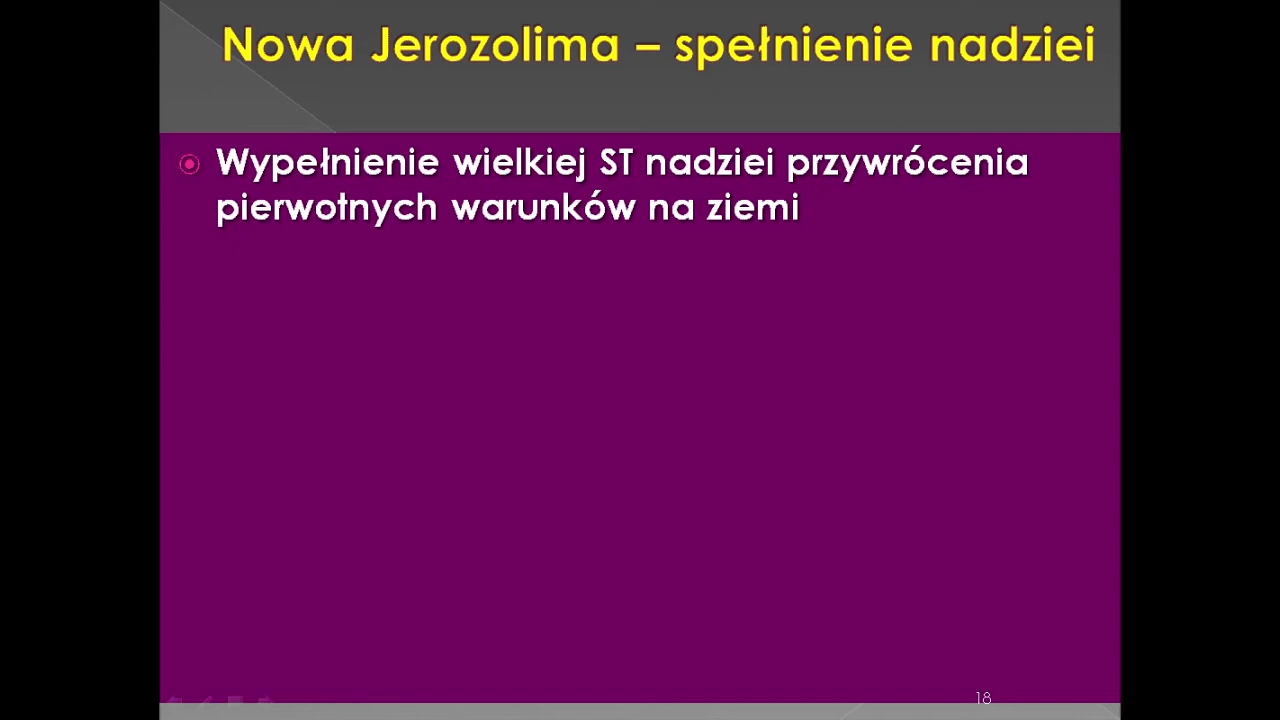 Nowa Jerozolima – spełnienie nadziei
Wypełnienie wielkiej ST nadziei przywrócenia
pierwotnych warunków na ziemi
18